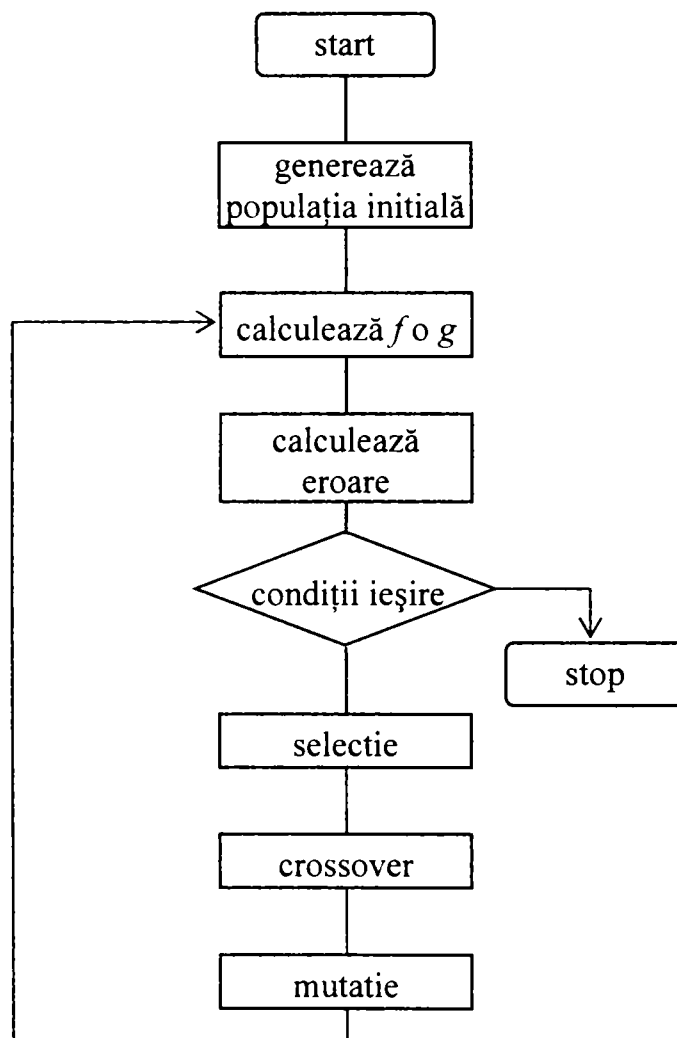 start
generează
populația initială
calculează f o g
calculează
eroare
condiții ieşire
stop
selectie
crossover
mutatie